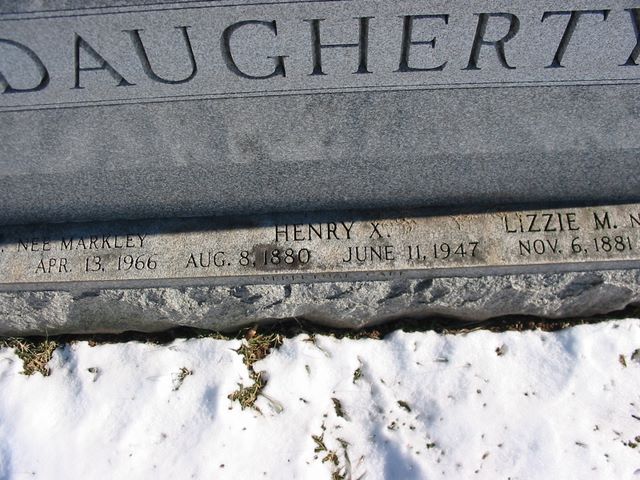 DAUGHERTY
, NEE MARKLEY
APR. 13, 1966
HENRY X.
AUG. 8, 1880 JUNE 11, 1947
LIZZIE M. N
NOV. 6, 1881